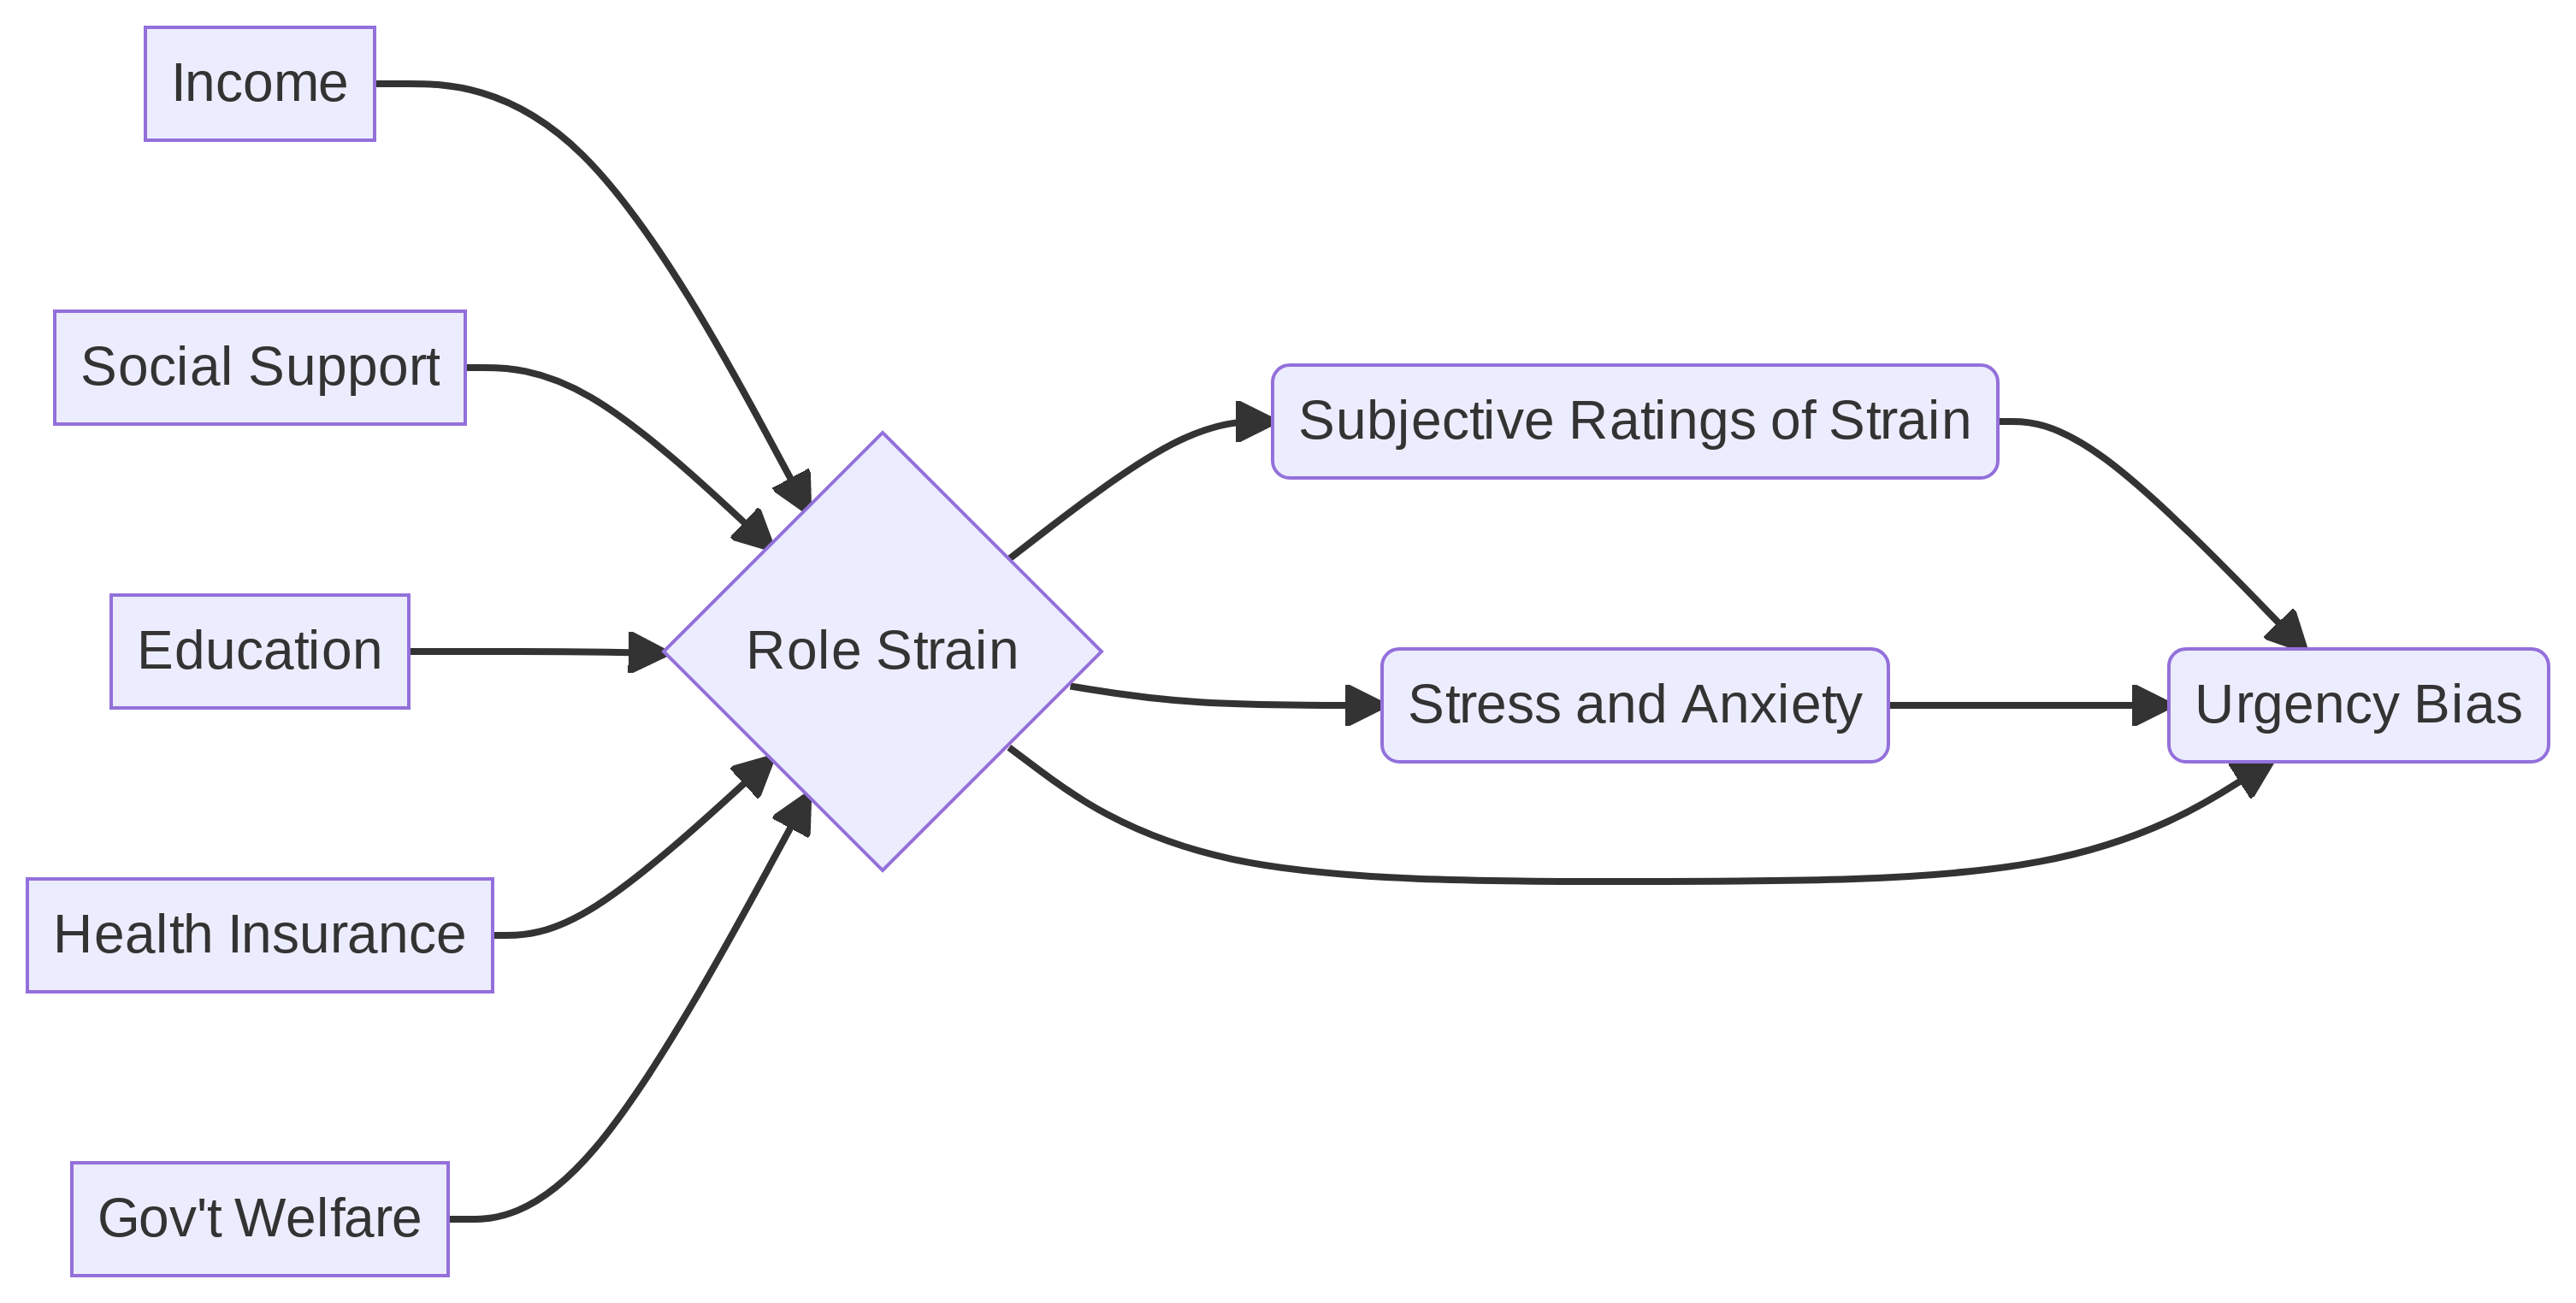 Income
Social Support
Education
Health Insurance
Gov't Welfare
Role Strain
Subjective Ratings of Strain
Stress and Anxiety
Urgency Bias